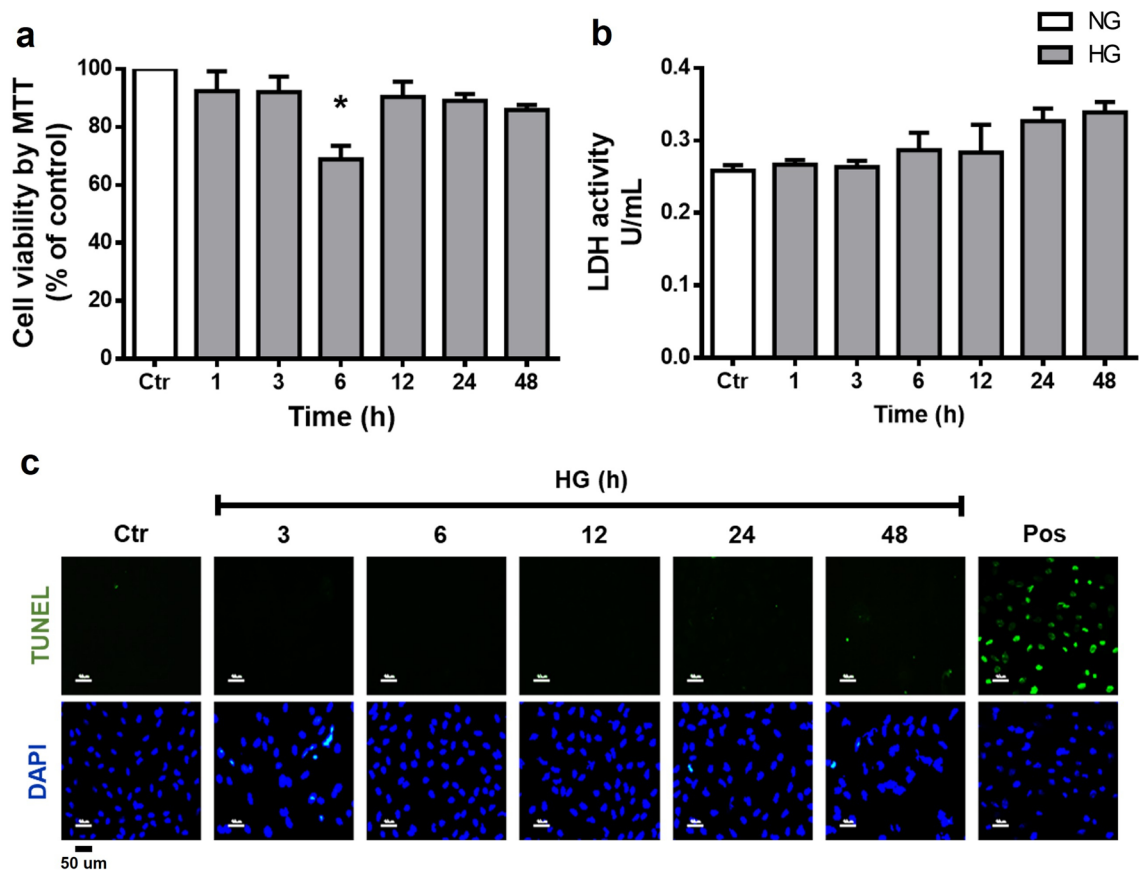 a
Cell viability by MTT
(% of control)
100
80
60
40
20
0
*
Ctr 1 3 6 12 24 48
Time (h)
b
NG
HG
LDH activity
U/mL
0.4
0.3
0.2
0.1
0.0
Ctr 1 3 6 12 24 48
Time (h)
c
HG (h)
Ctr 3 6 12 24 48 Pos
TUNEL
DAPI
50 um